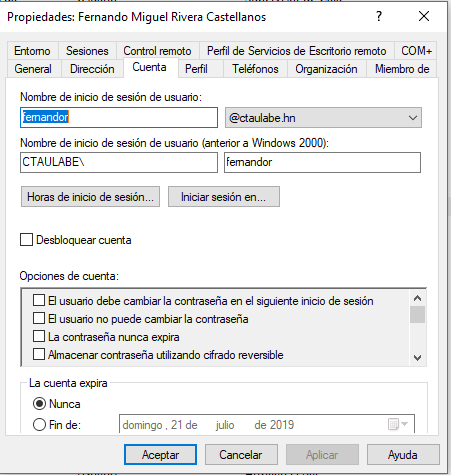 Propiedades: Fernando Miguel Rivera Castellanos
Entorno Sesiones Control remoto Perfil de Servicios de Escritorio remoto COM+
General Dirección Cuenta Perfil Teléfonos Organización Miembro de
Nombre de inicio de sesión de usuario:
fernandor @ctaulabe.hn
Nombre de inicio de sesión de usuario (anterior a Windows 2000):
CTAULABE\ fernandor
Horas de inicio de sesión... Iniciar sesión en...
Desbloquear cuenta
Opciones de cuenta:
El usuario debe cambiar la contraseña en el siguiente inicio de sesión
El usuario no puede cambiar la contraseña
La contraseña nunca expira
Almacenar contraseña utilizando cifrado reversible
La cuenta expira
Nunca
Fin de: domingo , 21 de julio de 2019
Aceptar Cancelar Aplicar Ayuda